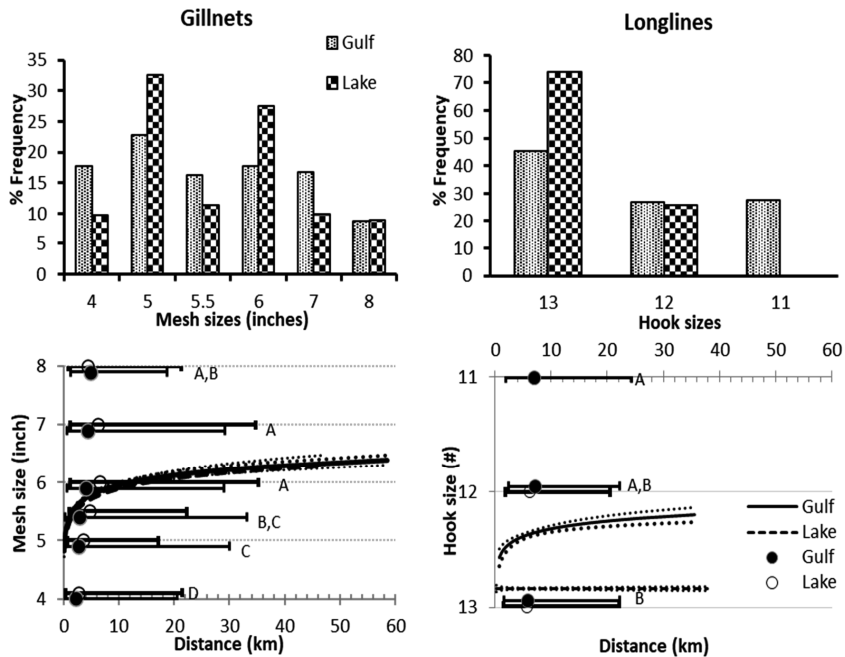 Gillnets
Gulf
Lake
% Frequency
35
30
25
20
15
10
5
0
4 5 5.5 6 7 8
Mesh sizes (inches)
Longlines
% Frequency
80
70
60
50
40
30
20
10
0
13 12 11
Hook sizes
Mesh size (inch)
8
7
6
5
4
A,B
A
A
B,C
C
D
0 10 20 30 40 50 60
Distance (km)
0 20 40 60
Hook size (#)
11
12
13
A
A,B
B
Gulf
Lake
Gulf
Lake
Distance (km)